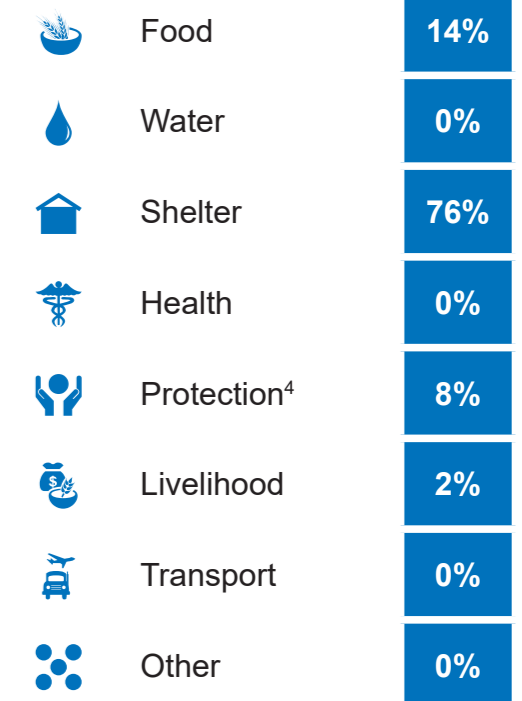 Food 14%
Water 0%
Shelter 76%
Health 0%
Protection⁴ 8%
$ Livelihood 2%
Transport 0%
Other 0%